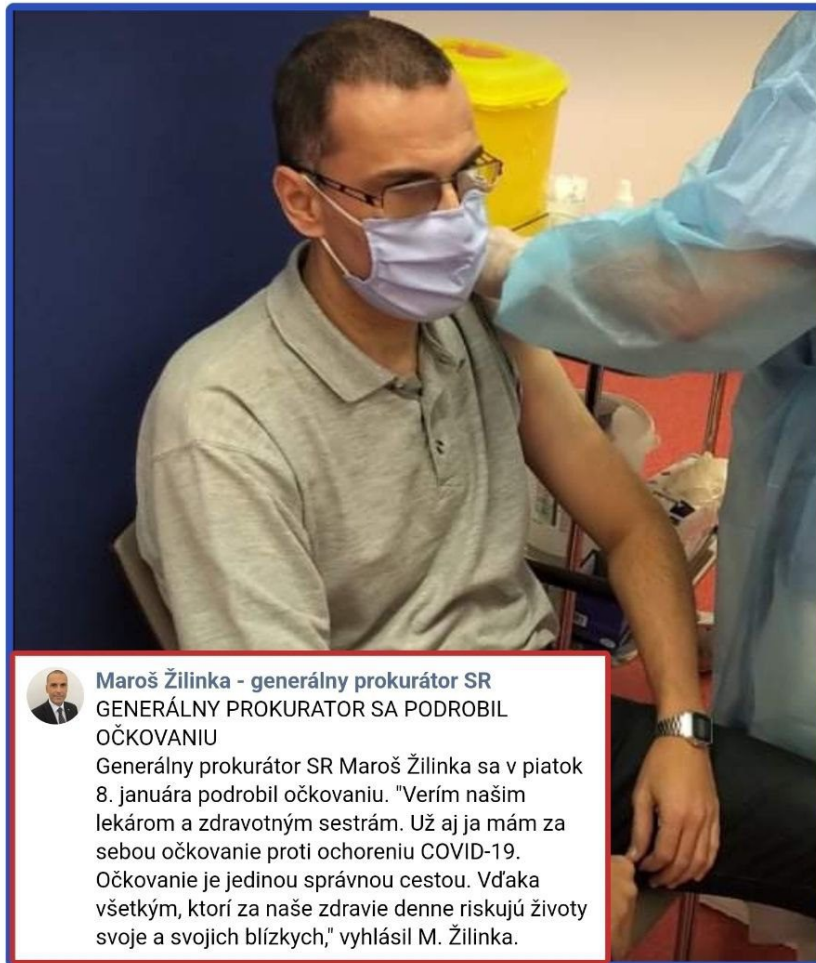 Maroš Žilinka - generálny prokurátor SR
GENERÁLNY PROKURATOR SA PODROBIL
OČKOVANIU
Generálny prokurátor SR Maroš Žilinka sa v piatok
8. januára podrobil očkovaniu. "Verím našim
lekárom a zdravotným sestrám. Už aj ja mám za
sebou očkovanie proti ochoreniu COVID-19.
Očkovanie je jedinou správnou cestou. Vďaka
všetkým, ktorí za naše zdravie denne riskujú životy
svoje a svojich blízkych," vyhlásil M. Žilinka.